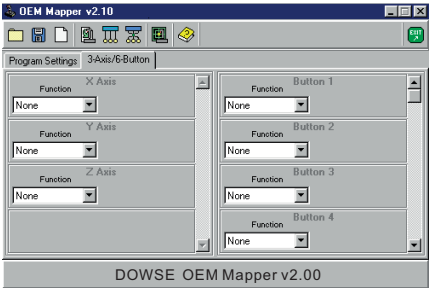 OEM Mapper v2.10
EXIT
Program Settings 3-Axis/6-Button
X Axis
Function
None
Y Axis
Function
None
Z Axis
Function
None
Button 1
Function
None
Button 2
Function
None
Button 3
Function
None
Button 4
Function
None
DOWSE OEM Mapper v2.00